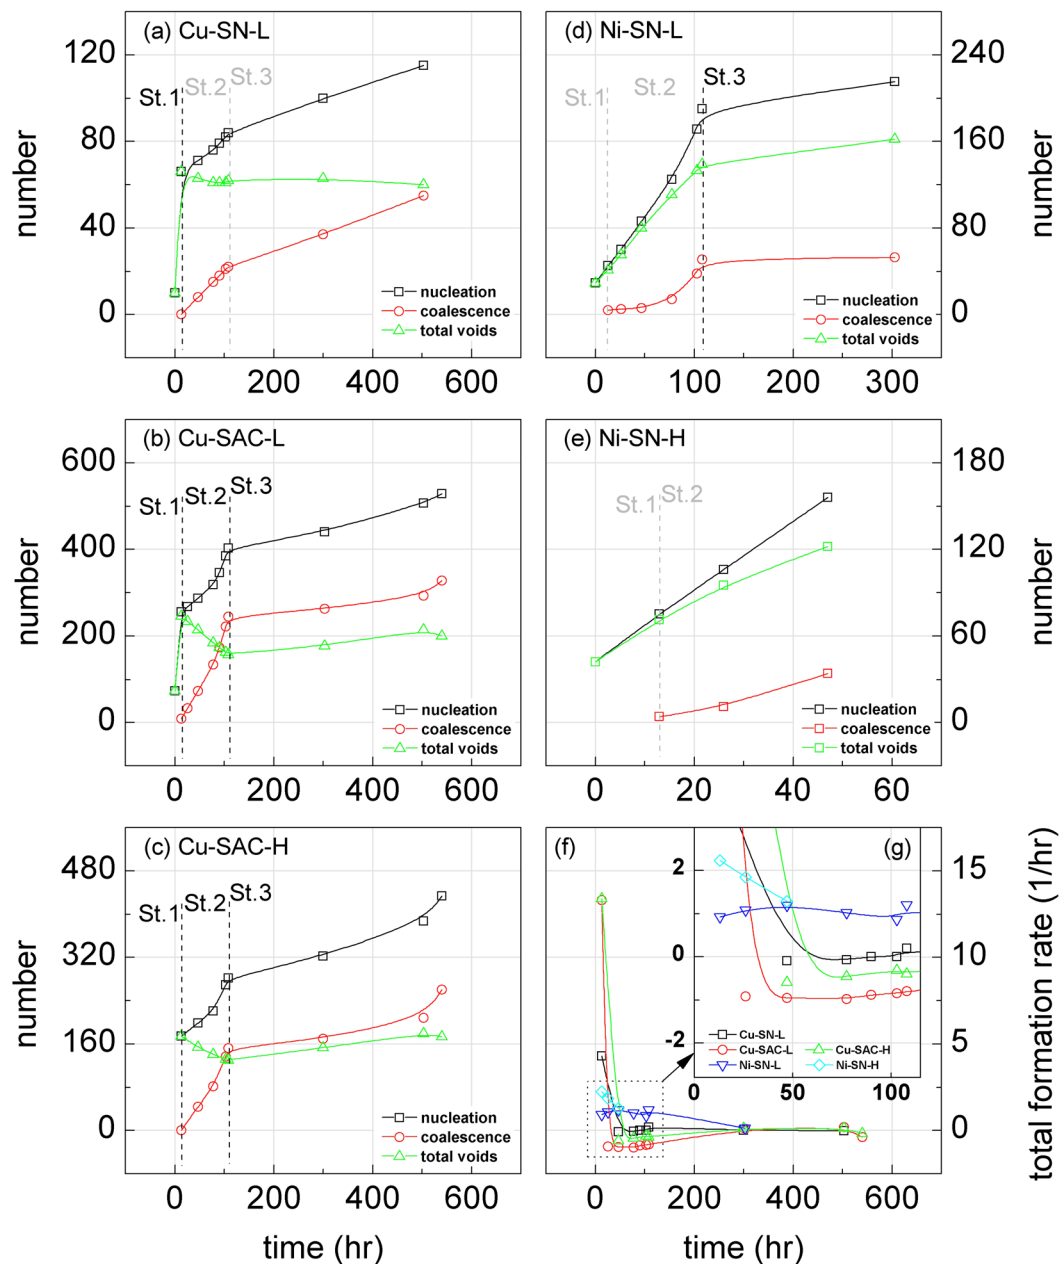 (a) Cu-SN-L
St.1
St.2
St.3
number
120
80
40
0
nucleation
coalescence
total voids
0 200 400 600
(d) Ni-SN-L
St.1
St.2
St.3
number
240
160
80
0
nucleation
coalescence
total voids
0 100 200 300
(b) Cu-SAC-L
St.1
St.2
St.3
number
600
400
200
0
nucleation
coalescence
total voids
0 200 400 600
(e) Ni-SN-H
St.1
St.2
number
180
120
60
0
nucleation
coalescence
total voids
0 20 40 60
(c) Cu-SAC-H
St.1
St.2
St.3
number
480
320
160
0
nucleation
coalescence
total voids
0 200 400 600
time (hr)
(f)
(g)
2
0
-2
Cu-SN-L
Cu-SAC-L Cu-SAC-H
Ni-SN-L Ni-SN-H
0 50 100
total formation rate (1/hr)
15
10
5
0
0 200 400 600
time (hr)